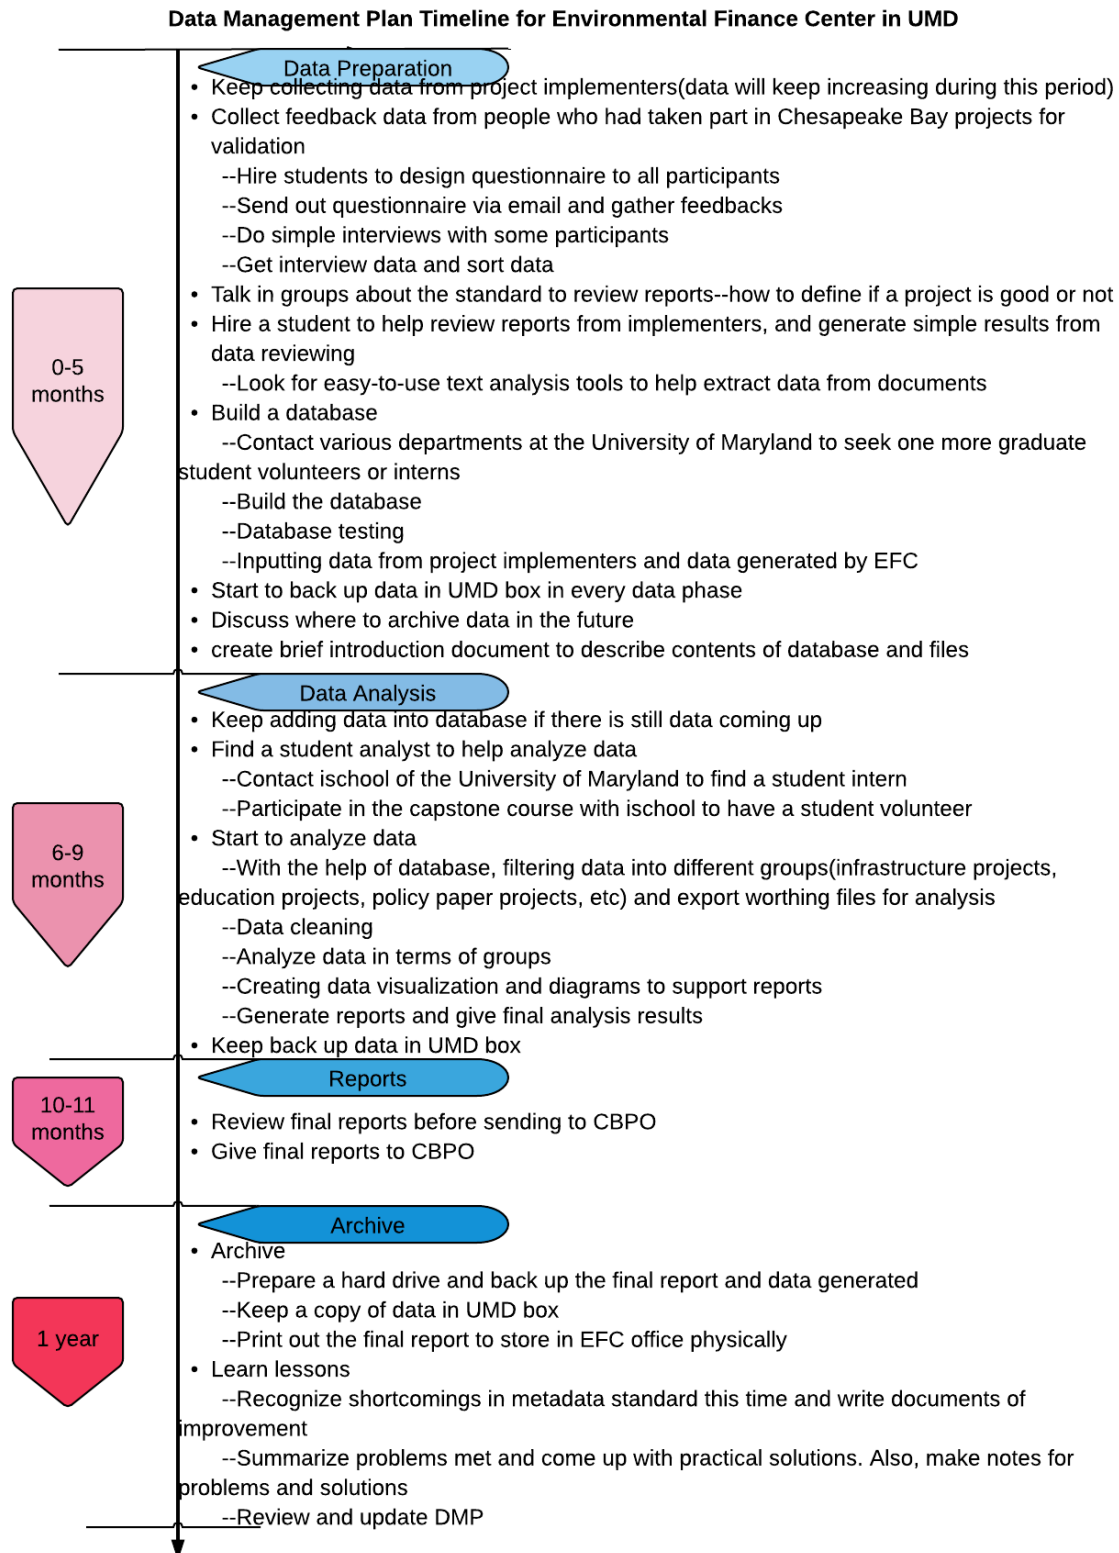 Data Management Plan Timeline for Environmental Finance Center in UMD
Data Preparation
• Keep collecting data from project implementers(data will keep increasing during this period)
• Collect feedback data from people who had taken part in Chesapeake Bay projects for
validation
--Hire students to design questionnaire to all participants
--Send out questionnaire via email and gather feedbacks
--Do simple interviews with some participants
--Get interview data and sort data
• Talk in groups about the standard to review reports--how to define if a project is good or not
• Hire a student to help review reports from implementers, and generate simple results from
data reviewing
--Look for easy-to-use text analysis tools to help extract data from documents
• Build a database
--Contact various departments at the University of Maryland to seek one more graduate
student volunteers or interns
--Build the database
--Database testing
--Inputting data from project implementers and data generated by EFC
• Start to back up data in UMD box in every data phase
• Discuss where to archive data in the future
• create brief introduction document to describe contents of database and files
0-5
months
Data Analysis
• Keep adding data into database if there is still data coming up
• Find a student analyst to help analyze data
--Contact ischool of the University of Maryland to find a student intern
--Participate in the capstone course with ischool to have a student volunteer
• Start to analyze data
--With the help of database, filtering data into different groups(infrastructure projects,
education projects, policy paper projects, etc) and export worthing files for analysis
--Data cleaning
--Analyze data in terms of groups
--Creating data visualization and diagrams to support reports
--Generate reports and give final analysis results
• Keep back up data in UMD box
6-9
months
Reports
• Review final reports before sending to CBPO
• Give final reports to CBPO
10-11
months
Archive
• Archive
--Prepare a hard drive and back up the final report and data generated
--Keep a copy of data in UMD box
--Print out the final report to store in EFC office physically
• Learn lessons
--Recognize shortcomings in metadata standard this time and write documents of
improvement
--Summarize problems met and come up with practical solutions. Also, make notes for
problems and solutions
--Review and update DMP
1 year